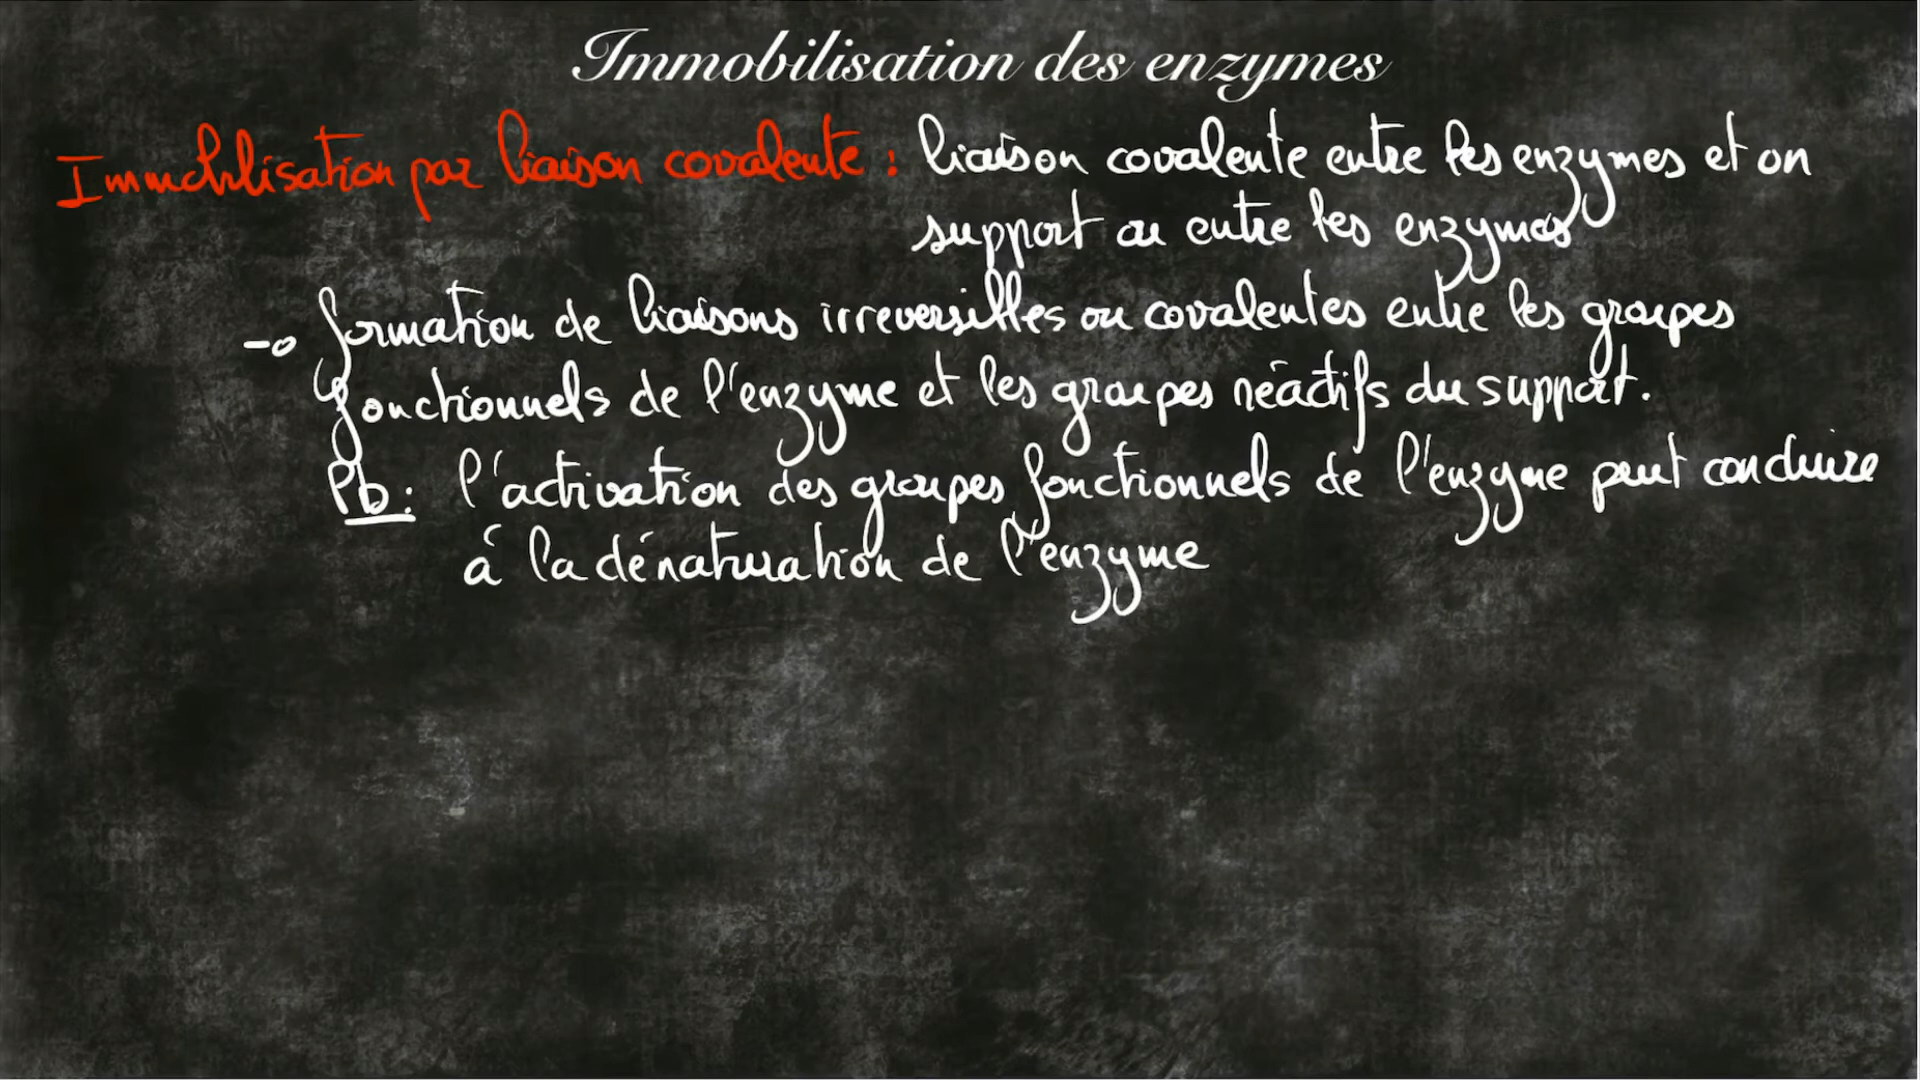 Immobilisation des enzymes
Immobilisation par liaison covalente : liaison covalente entre les enzymes et on
support ou entre les enzymes
-o formation de liaisons irreversibles ou covalentes entre les groupes
fonctionnels de l'enzyme et les groupes réactifs du support.
Pb : l'activation des groupes fonctionnels de l'enzyme peut conduire
à la dénaturation de l'enzyme